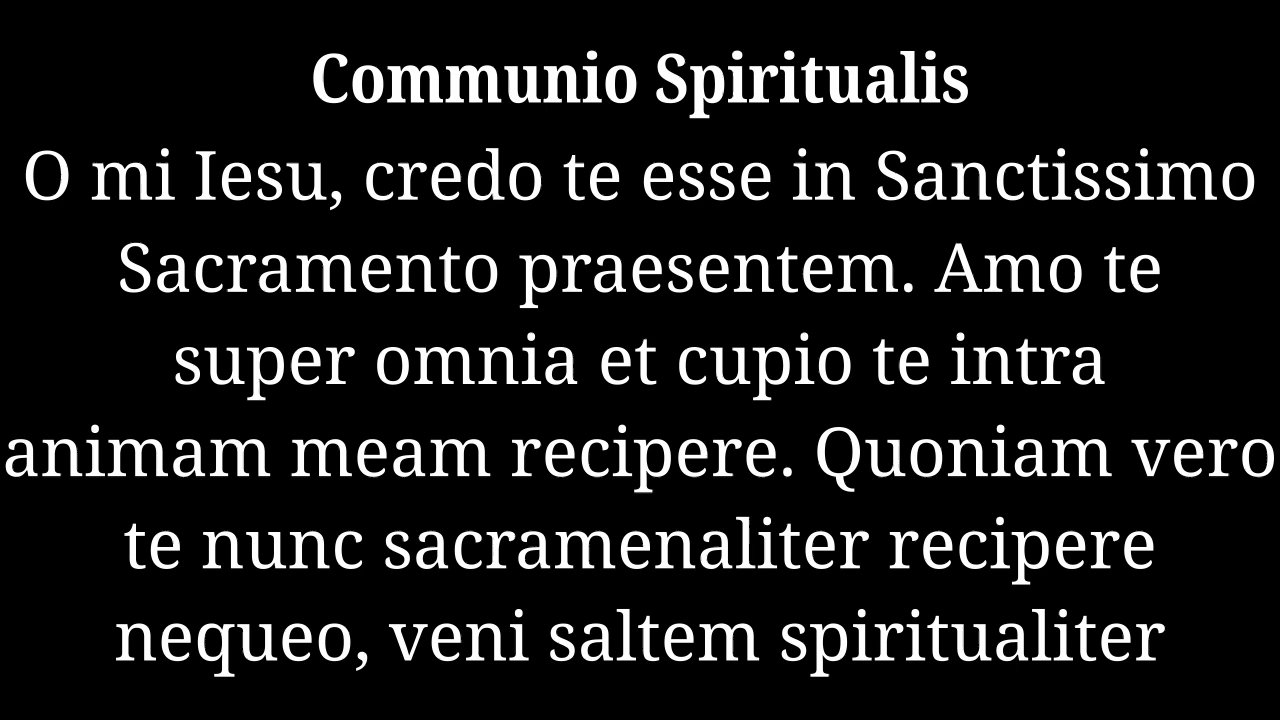 Communio Spiritualis
O mi Iesu, credo te esse in Sanctissimo
Sacramento praesentem. Amo te
super omnia et cupio te intra
animam meam recipere. Quoniam vero
te nunc sacramenaliter recipere
nequeo, veni saltem spiritualiter